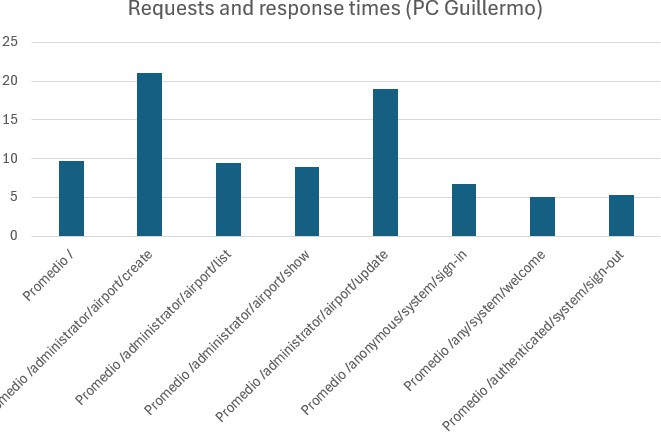 Requests and response times (PC Guillermo)
25
20
15
10
5
0
Promedio /
/administrator/airport/create
Promedio /administrator/airport/list
Promedio /administrator/airport/show
Promedio /administrator/airport/update
Promedio /anonymous/system/sign-in
Promedio /any/system/welcome
Promedio /authenticated/system/sign-out